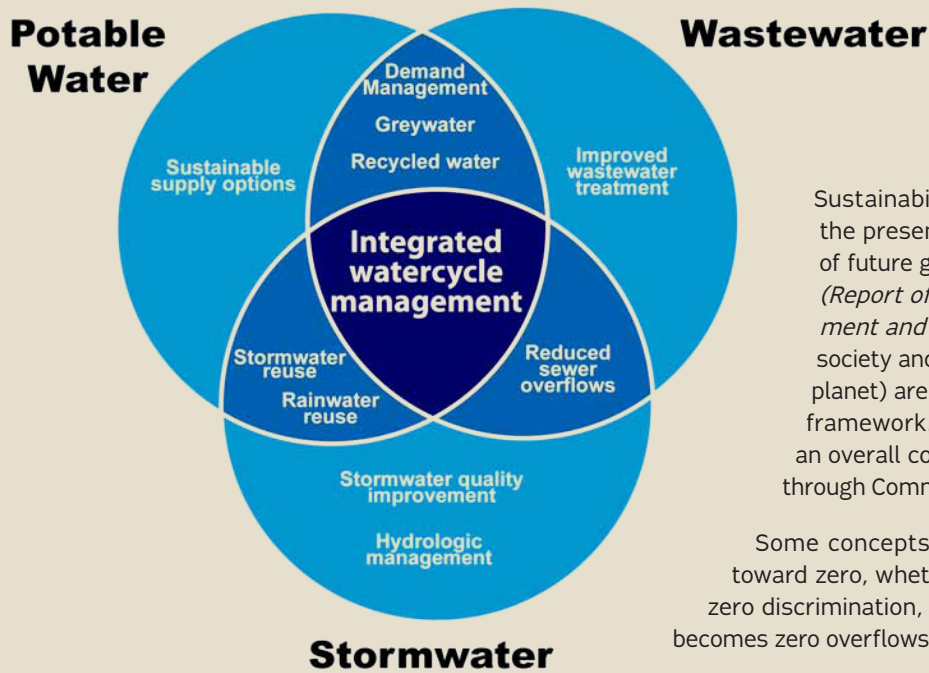 Potable
Water
Wastewater
Demand
Management
Greywater
Recycled water
Sustainable
supply options
Improved
wastewater
treatment
Integrated
watercycle
management
Stormwater
reuse
Rainwater
reuse
Reduced
sewer
overflows
Stormwater quality
improvement
Hydrologic
management
Stormwater
Sustainabi
the presen
of future g
(Report of
ment and
society and
planet) are
framework
an overall co
through Comm
Some concepts
toward zero, whet
zero discrimination,
becomes zero overflows